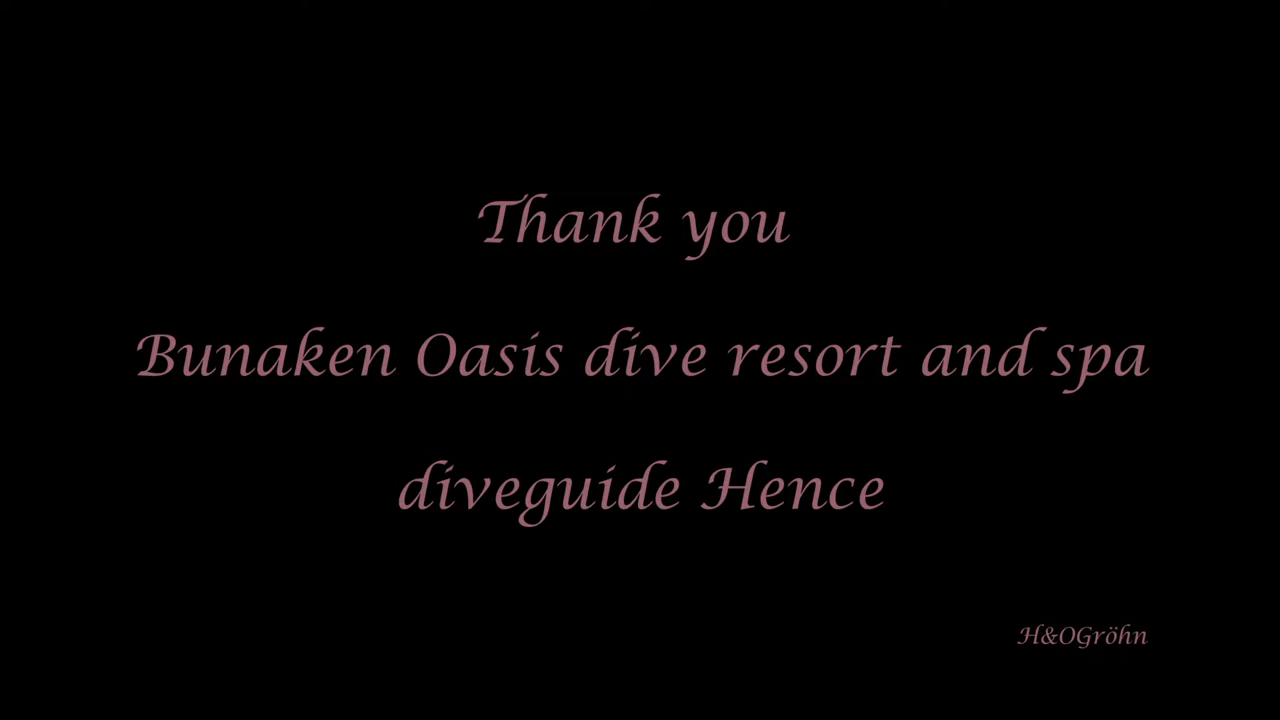 Thank you
Bunaken Oasis dive resort and spa
diveguide Hence
H&OGröhn